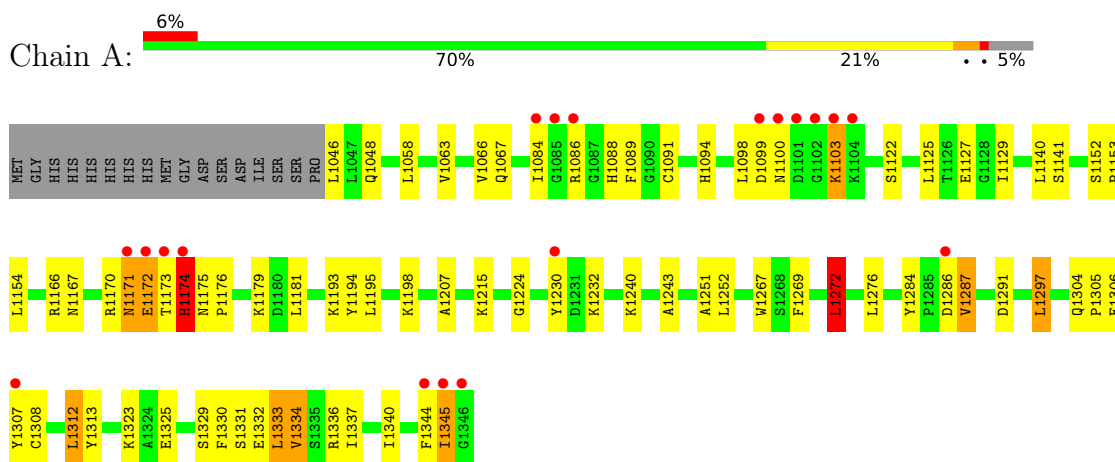 6%
Chain A:
70% 21% • • 5%
MET GLY HIS HIS HIS HIS HIS HIS MET GLY ASP SER ASP ILE SER SER PRO L1046 L1047 Q1048 L1058 V1063 V1066 Q1067 I1084 G1085 R1086 G1087 H1088 F1089 G1090 C1091 H1094 L1098 D1099 N1100 D1101 G1102 K1103 K1104 S1122 L1125 T1126 E1127 G1128 I1129 L1140 S1141 S1152 P1153
L1154 R1166 N1167 R1170 N1171 E1172 T1173 H1174 N1175 P1176 K1179 D1180 L1181 K1193 Y1194 L1195 K1198 A1207 K1215 G1224 Y1230 D1231 K1232 K1240 A1243 A1251 L1252 W1267 S1268 F1269 L1272 L1276 Y1284 P1285 D1286 V1287 D1291 L1297 Q1304 P1305 E1306
Y1307 C1308 L1312 Y1313 K1323 A1324 E1325 S1329 F1330 S1331 E1332 L1333 V1334 S1335 R1336 I1337 I1340 F1344 I1345 G1346